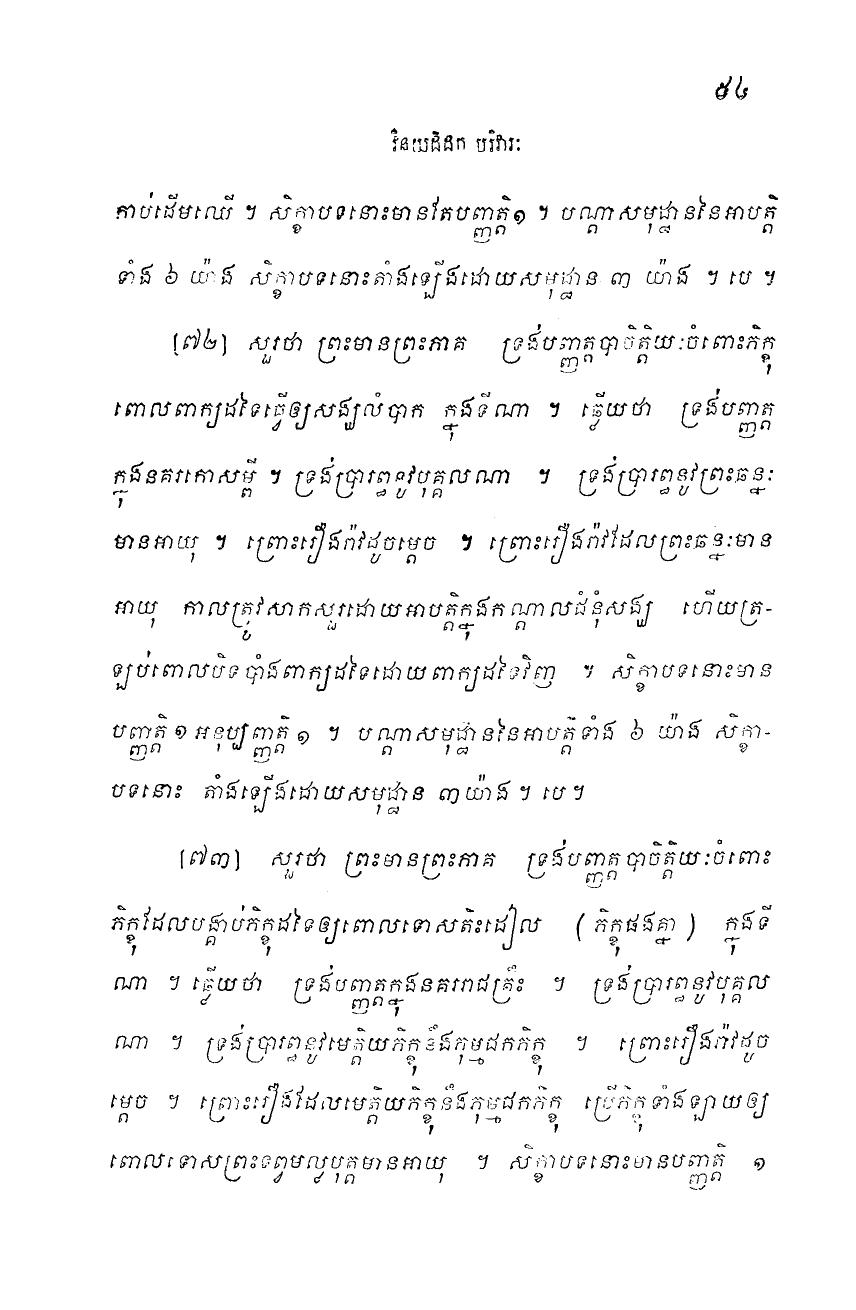 ៥៤
វិនយបិដក បរិវារៈ
កាប់ដើមឈើ ។ សិក្ខាបទនោះមានតែបញ្ញត្តិ១ ។ បណ្តាសមុដ្ឋាននៃអាបត្តិ
ទាំង ៦ យ៉ាង សិក្ខាបទនោះតាំងឡើងដោយសមុដ្ឋាន ៣ យ៉ាង ។ បេ ។
[៧២] សួរថា ព្រះមានព្រះភាគ ទ្រង់បញ្ញត្តបាចិត្តិយៈចំពោះភិក្ខុ
ពោលពាក្យដទៃធ្វើឲ្យសង្ឃលំបាក ក្នុងទីណា ។ ឆ្លើយថា ទ្រង់បញ្ញត្ត
ក្នុងនគរកោសម្ពី ។ ទ្រង់ប្រារព្ធនូវបុគ្គលណា ។ ទ្រង់ប្រារព្ធនូវព្រះឆន្នៈ
មានអាយុ ។ ព្រោះរឿងរ៉ាវដូចម្តេច ។ ព្រោះរឿងរ៉ាវដែលព្រះឆន្នៈមាន
អាយុ កាលត្រូវសាកសួរដោយអាបត្តិក្នុងកណ្តាលជំនុំសង្ឃ ហើយត្រ-
ឡប់ពោលបិទបាំងពាក្យដទៃដោយពាក្យដទៃវិញ ។ សិក្ខាបទនោះមាន
បញ្ញត្តិ ១ អនុប្បញ្ញត្តិ ១ ។ បណ្តាសមុដ្ឋាននៃអាបត្តិទាំង ៦ យ៉ាង សិក្ខា-
បទនោះ តាំងឡើងដោយសមុដ្ឋាន ៣យ៉ាង ។ បេ ។
[៧៣] សួរថា ព្រះមានព្រះភាគ ទ្រង់បញ្ញត្តបាចិត្តិយៈចំពោះ
ភិក្ខុដែលបង្គាប់ភិក្ខុដទៃឲ្យពោលទោសតិះដៀល (ភិក្ខុផងគ្នា) ក្នុងទី
ណា ។ ឆ្លើយថា ទ្រង់បញ្ញត្តក្នុងនគររាជគ្រឹះ ។ ទ្រង់ប្រារព្ធនូវបុគ្គល
ណា ។ ទ្រង់ប្រារព្ធនូវមេត្តិយភិក្ខុនឹងភុម្មជកភិក្ខុ ។ ព្រោះរឿងរ៉ាវដូច
ម្តេច ។ ព្រោះរឿងដែលមេត្តិយភិក្ខុនឹងភុម្មជកភិក្ខុ ប្រើភិក្ខុទាំងឡាយឲ្យ
ពោលទោសព្រះទព្វមល្លបុត្តមានអាយុ ។ សិក្ខាបទនោះមានបញ្ញត្តិ ១